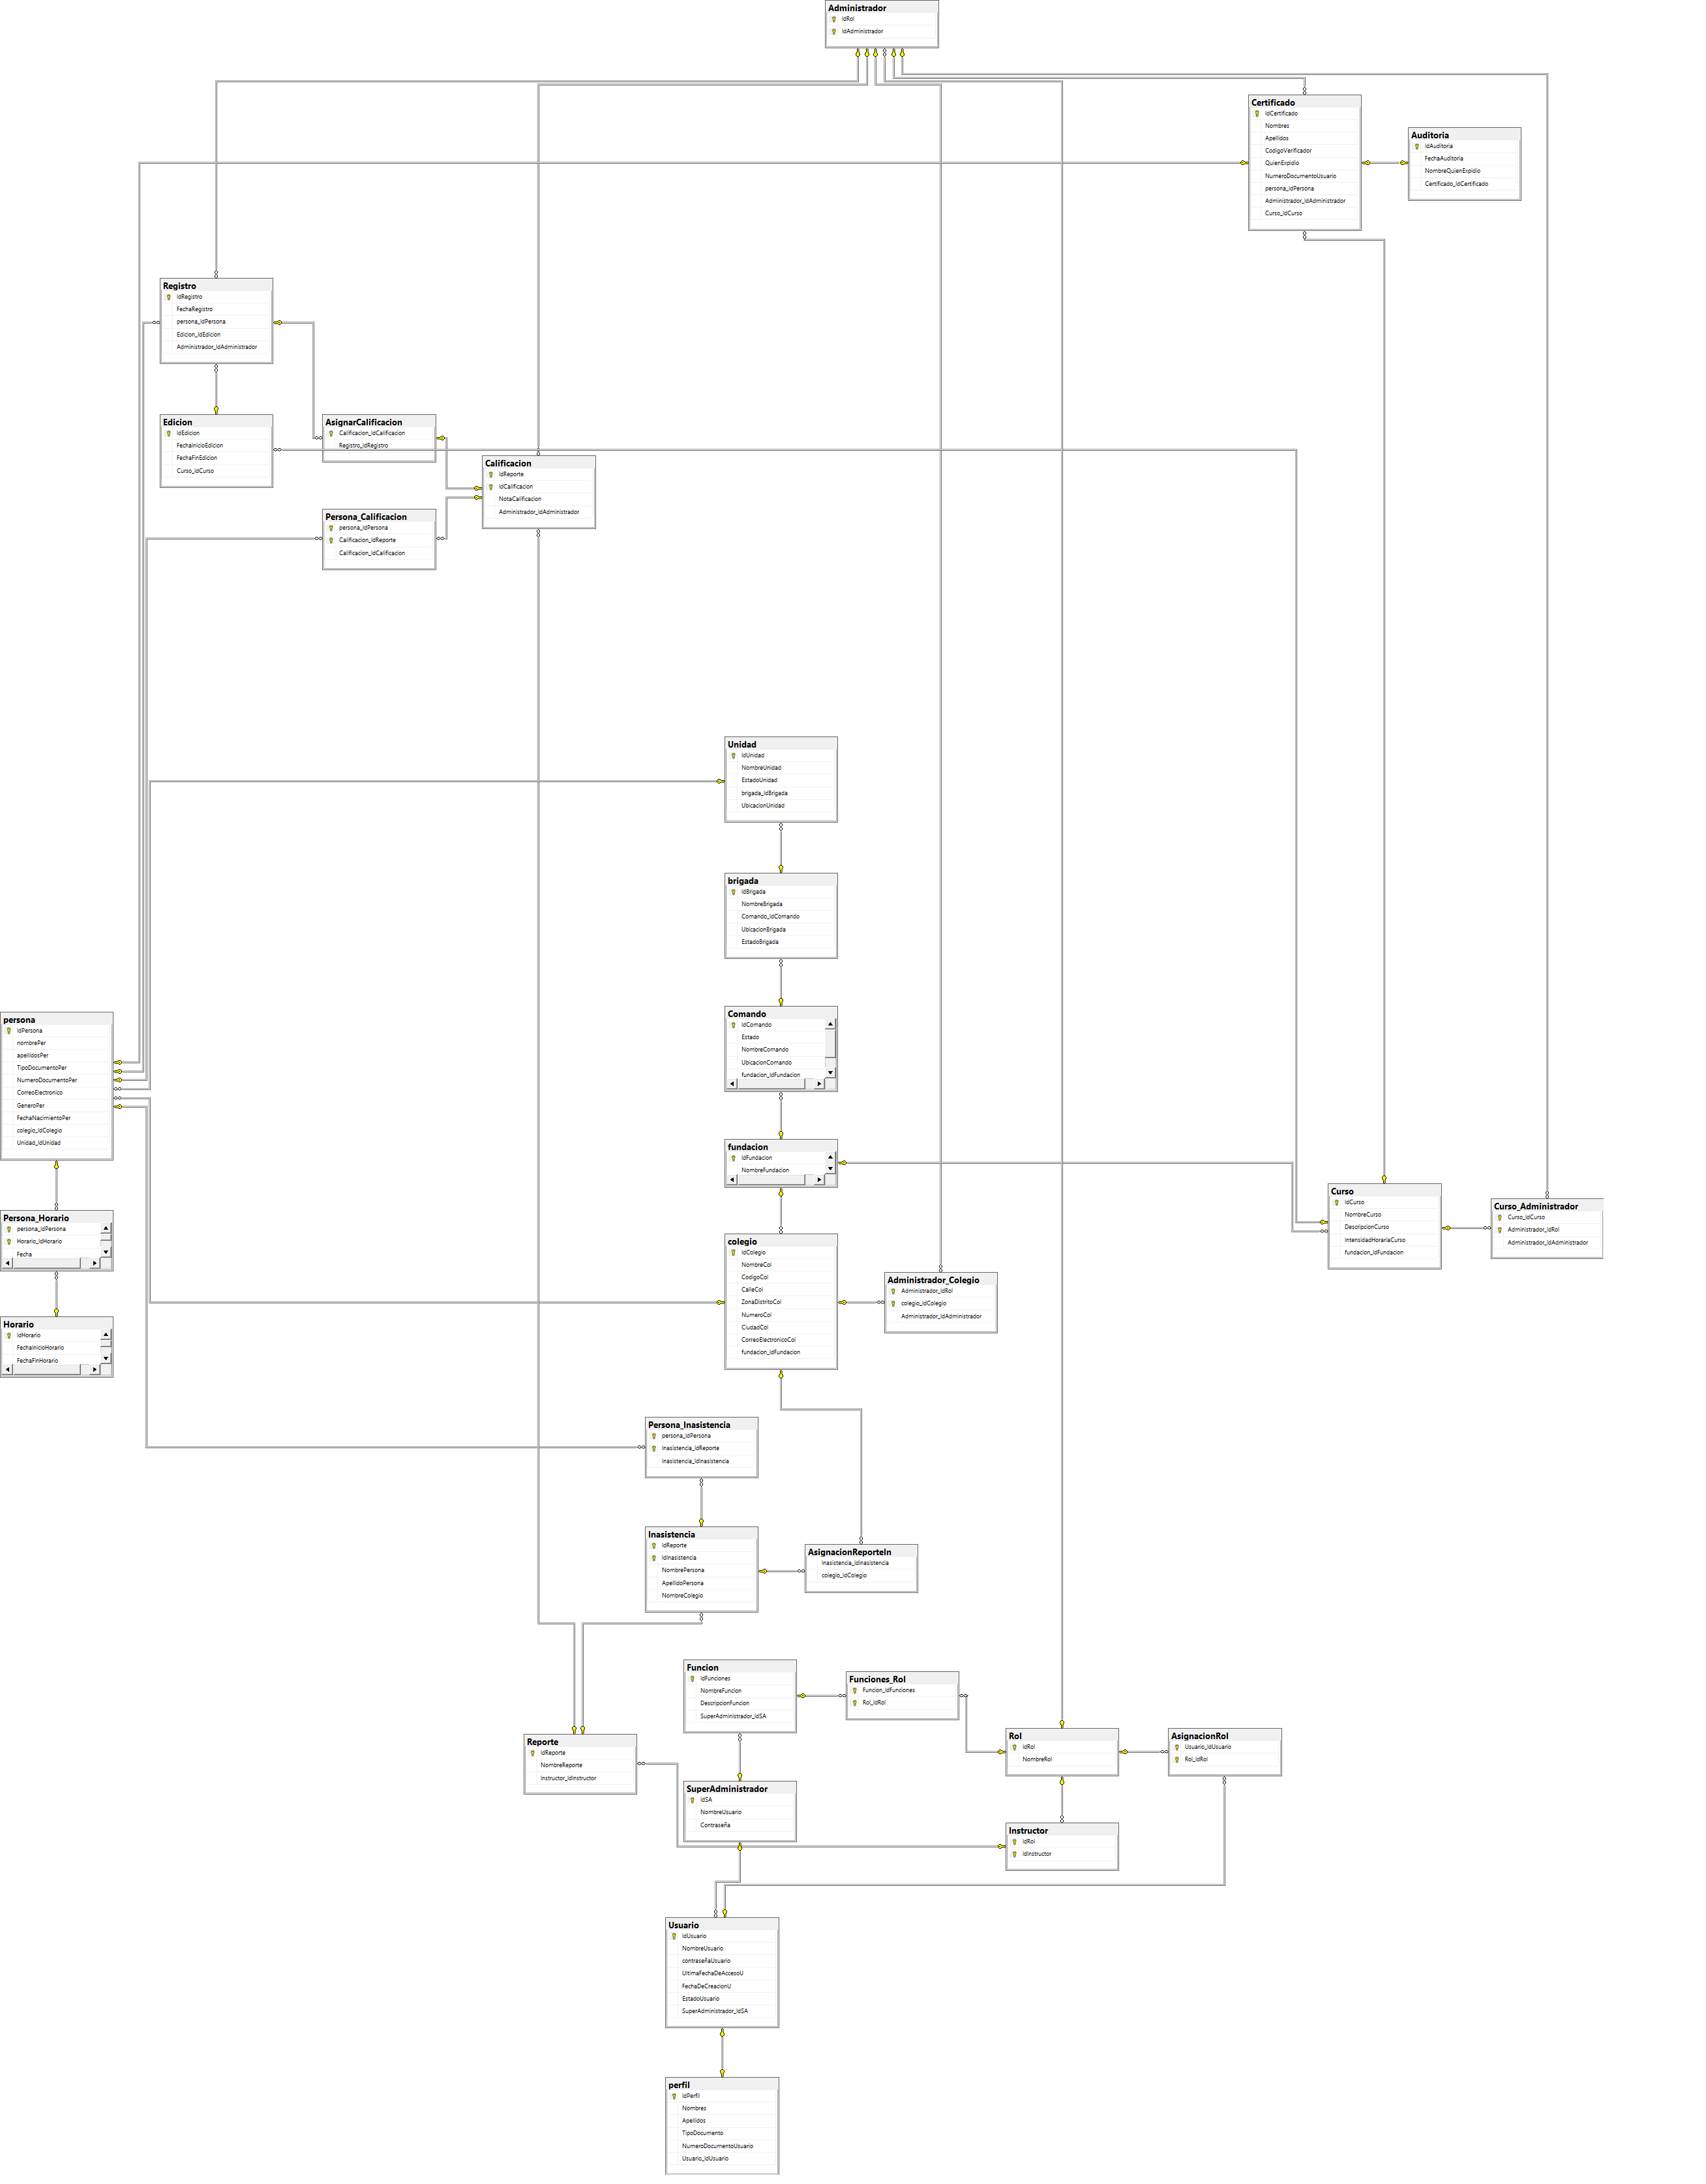 Administrador
IdRol
IdAdministrador
Certificado
IdCertificado
Nombres
Apellidos
CodigoVerificador
QuienExpidio
NumeroDocumentoUsuario
persona_IdPersona
Administrador_IdAdministrador
Curso_IdCurso
Auditoria
IdAuditoria
FechaAuditoria
NombreQuienExpidio
Certificado_IdCertificado
Registro
IdRegistro
FechaRegistro
persona_IdPersona
Edicion_IdEdicion
Administrador_IdAdministrador
Edicion
IdEdicion
FechaInicioEdicion
FechaFinEdicion
Curso_IdCurso
AsignarCalificacion
Calificacion_IdCalificacion
Registro_IdRegistro
Calificacion
IdReporte
IdCalificacion
NotaCalificacion
Administrador_IdAdministrador
Persona_Calificacion
persona_IdPersona
Calificacion_IdReporte
Calificacion_IdCalificacion
Unidad
IdUnidad
NombreUnidad
EstadoUnidad
brigada_IdBrigada
UbicacionUnidad
brigada
IdBrigada
NombreBrigada
Comando_IdComando
UbicacionBrigada
EstadoBrigada
Comando
IdComando
Estado
NombreComando
UbicacionComando
fundacion_IdFundacion
persona
IdPersona
nombrePer
apellidosPer
TipoDocumentoPer
NumeroDocumentoPer
CorreoElectronico
GeneroPer
FechaNacimientoPer
colegio_IdColegio
Unidad_IdUnidad
fundacion
IdFundacion
NombreFundacion
Curso
IdCurso
NombreCurso
DescripcionCurso
IntensidadHorariaCurso
fundacion_IdFundacion
Curso_Administrador
Curso_IdCurso
Administrador_IdRol
Administrador_IdAdministrador
Persona_Horario
persona_IdPersona
Horario_IdHorario
Fecha
colegio
IdColegio
NombreCol
CodigoCol
CalleCol
ZonaDistritoCol
NumeroCol
CiudadCol
CorreoElectronicoCol
fundacion_IdFundacion
Administrador_Colegio
Administrador_IdRol
colegio_IdColegio
Administrador_IdAdministrador
Horario
IdHorario
FechaInicioHorario
FechaFinHorario
Persona_Inasistencia
persona_IdPersona
Inasistencia_IdReporte
Inasistencia_IdInasistencia
Inasistencia
IdReporte
IdInasistencia
NombrePersona
ApellidoPersona
NombreColegio
AsignacionReporteIn
Inasistencia_IdInasistencia
colegio_IdColegio
Funcion
IdFunciones
NombreFuncion
DescripcionFuncion
SuperAdministrador_IdSA
Funciones_Rol
Funcion_IdFunciones
Rol_IdRol
Reporte
IdReporte
NombreReporte
Instructor_IdInstructor
Rol
IdRol
NombreRol
AsignacionRol
Usuario_IdUsuario
Rol_IdRol
SuperAdministrador
IdSA
NombreUsuario
Contraseña
Instructor
IdRol
IdInstructor
Usuario
IdUsuario
NombreUsuario
contraseñaUsuario
UltimaFechaDeAccesoU
FechaDeCreacionU
EstadoUsuario
SuperAdministrador_IdSA
perfil
IdPerfil
Nombres
Apellidos
TipoDocumento
NumeroDocumentoUsuario
Usuario_IdUsuario